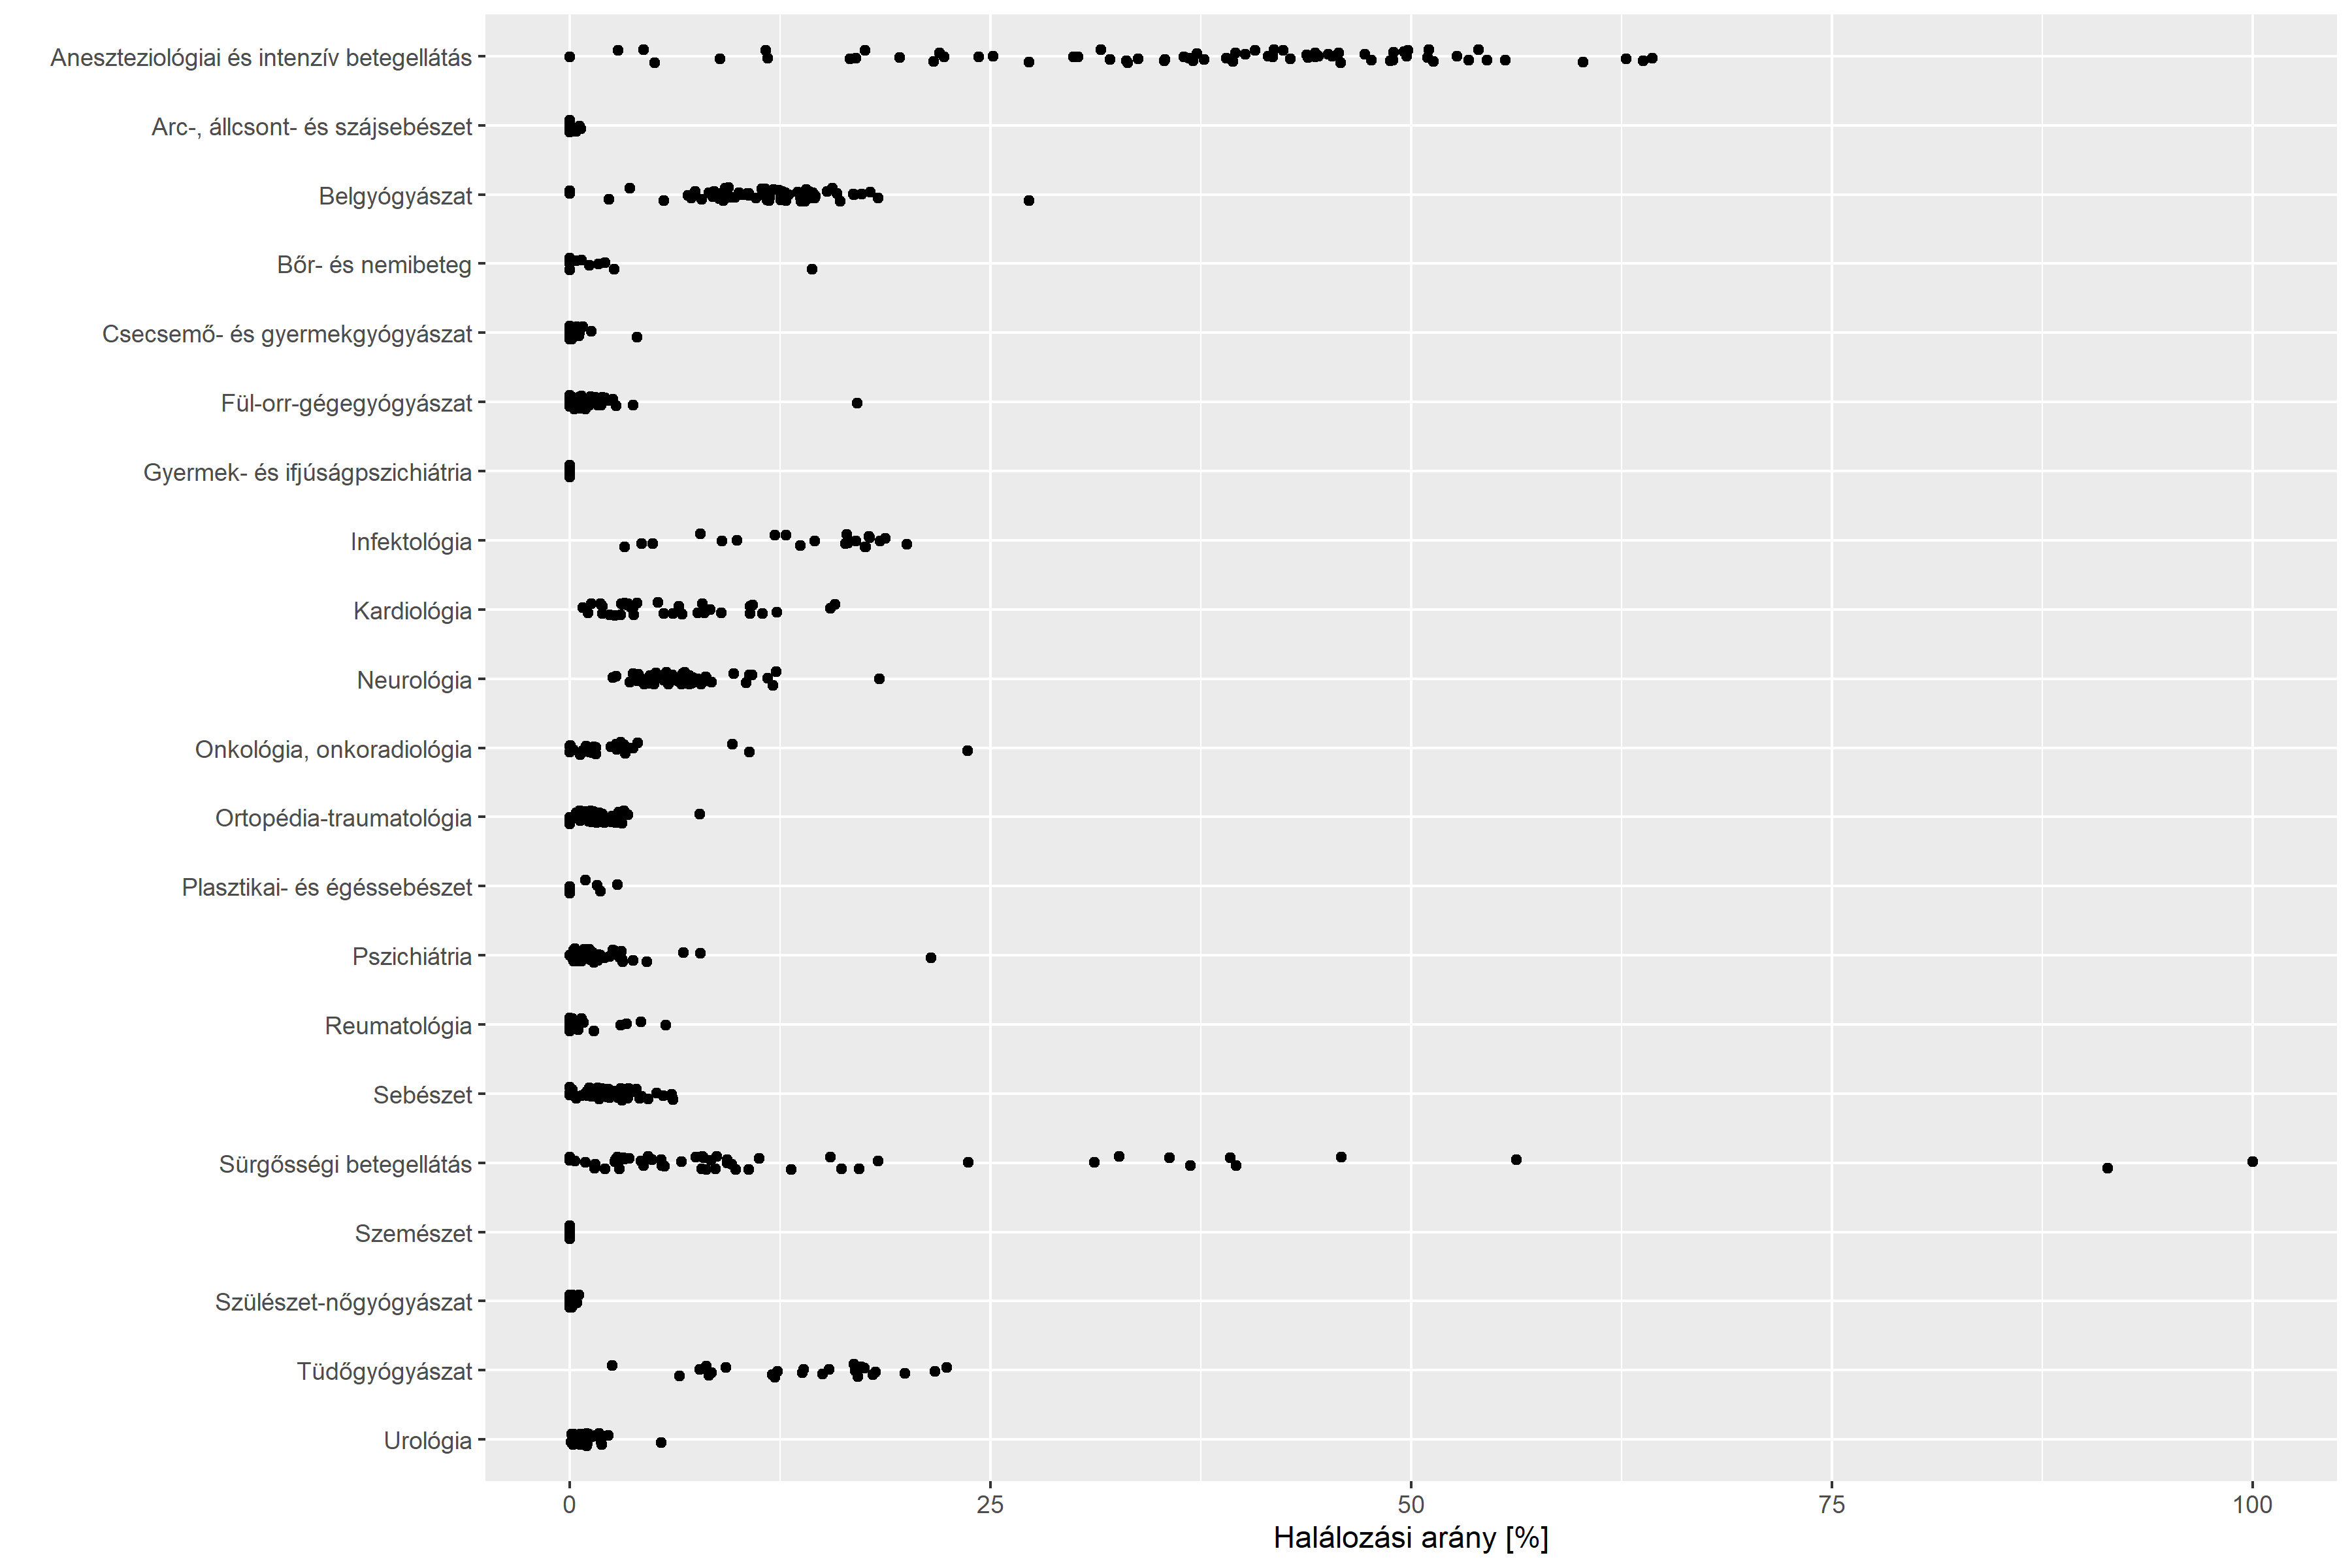 Aneszteziológiai és intenzív betegellátás
Arc-, állcsont- és szájsebészet
Belgyógyászat
Bőr- és nemibeteg
Csecsemő- és gyermekgyógyászat
Fül-orr-gégegyógyászat
Gyermek- és ifjúságpszichiátria
Infektológia
Kardiológia
Neurológia
Onkológia, onkoradiológia
Ortopédia-traumatológia
Plasztikai- és égéssebészet
Pszichiátria
Reumatológia
Sebészet
Sürgősségi betegellátás
Szemészet
Szülészet-nőgyógyászat
Tüdőgyógyászat
Urológia
0 25 50 75 100
Halálozási arány [%]